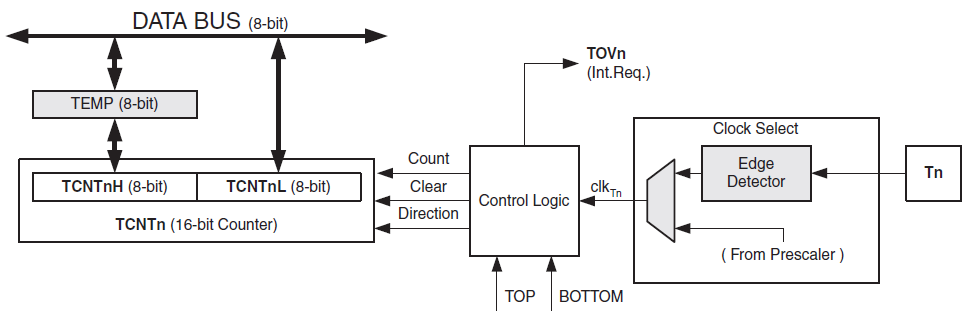 DATA BUS (8-bit)
TOVn
(Int.Req.)
TEMP (8-bit)
Clock Select
Count
Edge
Detector
Tn
TCNTnH (8-bit) TCNTnL (8-bit)
Clear
Control Logic
clkTn
Direction
TCNTn (16-bit Counter)
( From Prescaler )
TOP BOTTOM